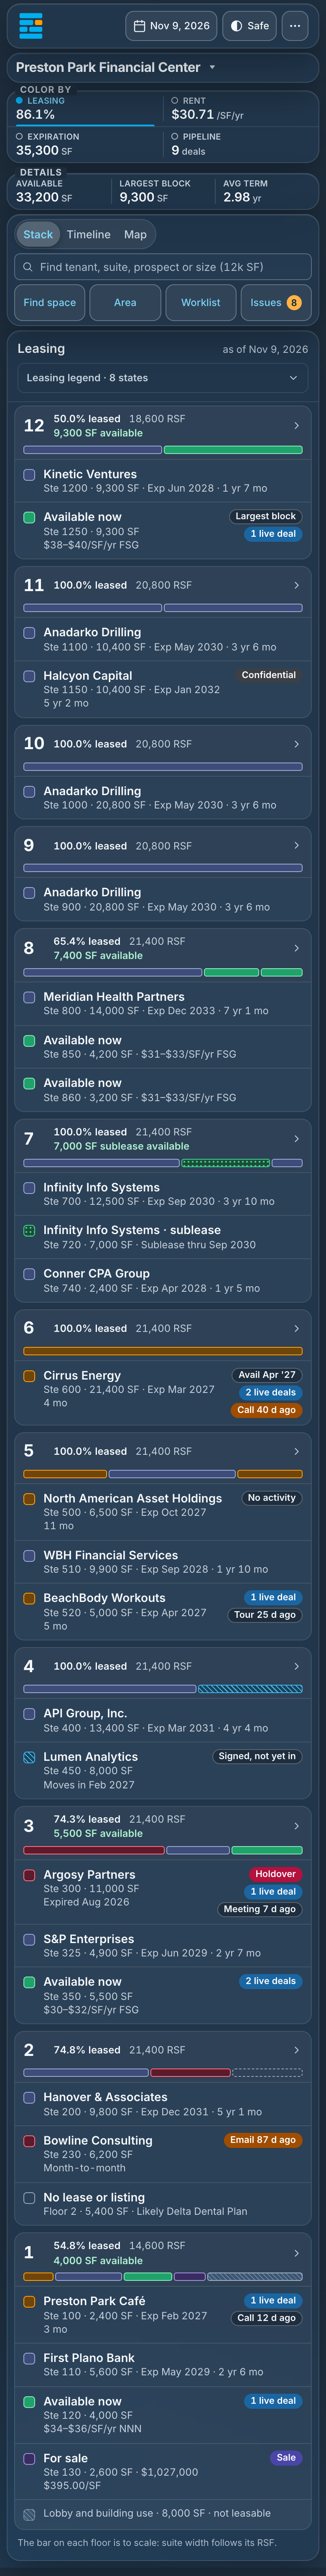 Nov 9, 2026
Safe
Preston Park Financial Center
COLOR BY
LEASING
86.1%
RENT
$30.71 /SF/yr
EXPIRATION
35,300 SF
PIPELINE
9 deals
DETAILS
AVAILABLE
33,200 SF
LARGEST BLOCK
9,300 SF
AVG TERM
2.98 yr
Stack Timeline Map
Find tenant, suite, prospect or size (12k SF)
Find space
Area
Worklist
Issues 8
Leasing
as of Nov 9, 2026
Leasing legend · 8 states
12
50.0% leased 18,600 RSF
9,300 SF available
Kinetic Ventures
Ste 1200 · 9,300 SF · Exp Jun 2028 · 1 yr 7 mo
Available now
Ste 1250 · 9,300 SF
$38–$40/SF/yr FSG
Largest block
1 live deal
11
100.0% leased 20,800 RSF
Anadarko Drilling
Ste 1100 · 10,400 SF · Exp May 2030 · 3 yr 6 mo
Halcyon Capital
Ste 1150 · 10,400 SF · Exp Jan 2032
5 yr 2 mo
Confidential
10
100.0% leased 20,800 RSF
Anadarko Drilling
Ste 1000 · 20,800 SF · Exp May 2030 · 3 yr 6 mo
9
100.0% leased 20,800 RSF
Anadarko Drilling
Ste 900 · 20,800 SF · Exp May 2030 · 3 yr 6 mo
8
65.4% leased 21,400 RSF
7,400 SF available
Meridian Health Partners
Ste 800 · 14,000 SF · Exp Dec 2033 · 7 yr 1 mo
Available now
Ste 850 · 4,200 SF · $31–$33/SF/yr FSG
Available now
Ste 860 · 3,200 SF · $31–$33/SF/yr FSG
7
100.0% leased 21,400 RSF
7,000 SF sublease available
Infinity Info Systems
Ste 700 · 12,500 SF · Exp Sep 2030 · 3 yr 10 mo
Infinity Info Systems · sublease
Ste 720 · 7,000 SF · Sublease thru Sep 2030
Conner CPA Group
Ste 740 · 2,400 SF · Exp Apr 2028 · 1 yr 5 mo
6
100.0% leased 21,400 RSF
Cirrus Energy
Ste 600 · 21,400 SF · Exp Mar 2027
4 mo
Avail Apr '27
2 live deals
Call 40 d ago
5
100.0% leased 21,400 RSF
North American Asset Holdings
Ste 500 · 6,500 SF · Exp Oct 2027
11 mo
No activity
WBH Financial Services
Ste 510 · 9,900 SF · Exp Sep 2028 · 1 yr 10 mo
BeachBody Workouts
Ste 520 · 5,000 SF · Exp Apr 2027
5 mo
1 live deal
Tour 25 d ago
4
100.0% leased 21,400 RSF
API Group, Inc.
Ste 400 · 13,400 SF · Exp Mar 2031 · 4 yr 4 mo
Lumen Analytics
Ste 450 · 8,000 SF
Moves in Feb 2027
Signed, not yet in
3
74.3% leased 21,400 RSF
5,500 SF available
Argosy Partners
Ste 300 · 11,000 SF
Expired Aug 2026
Holdover
1 live deal
Meeting 7 d ago
S&P Enterprises
Ste 325 · 4,900 SF · Exp Jun 2029 · 2 yr 7 mo
Available now
Ste 350 · 5,500 SF
$30–$32/SF/yr FSG
2 live deals
2
74.8% leased 21,400 RSF
Hanover & Associates
Ste 200 · 9,800 SF · Exp Dec 2031 · 5 yr 1 mo
Bowline Consulting
Ste 230 · 6,200 SF
Month-to-month
Email 87 d ago
No lease or listing
Floor 2 · 5,400 SF · Likely Delta Dental Plan
1
54.8% leased 14,600 RSF
4,000 SF available
Preston Park Café
Ste 100 · 2,400 SF · Exp Feb 2027
3 mo
1 live deal
Call 12 d ago
First Plano Bank
Ste 110 · 5,600 SF · Exp May 2029 · 2 yr 6 mo
Available now
Ste 120 · 4,000 SF
$34–$36/SF/yr NNN
1 live deal
For sale
Ste 130 · 2,600 SF · $1,027,000
$395.00/SF
Sale
Lobby and building use · 8,000 SF · not leasable
The bar on each floor is to scale: suite width follows its RSF.